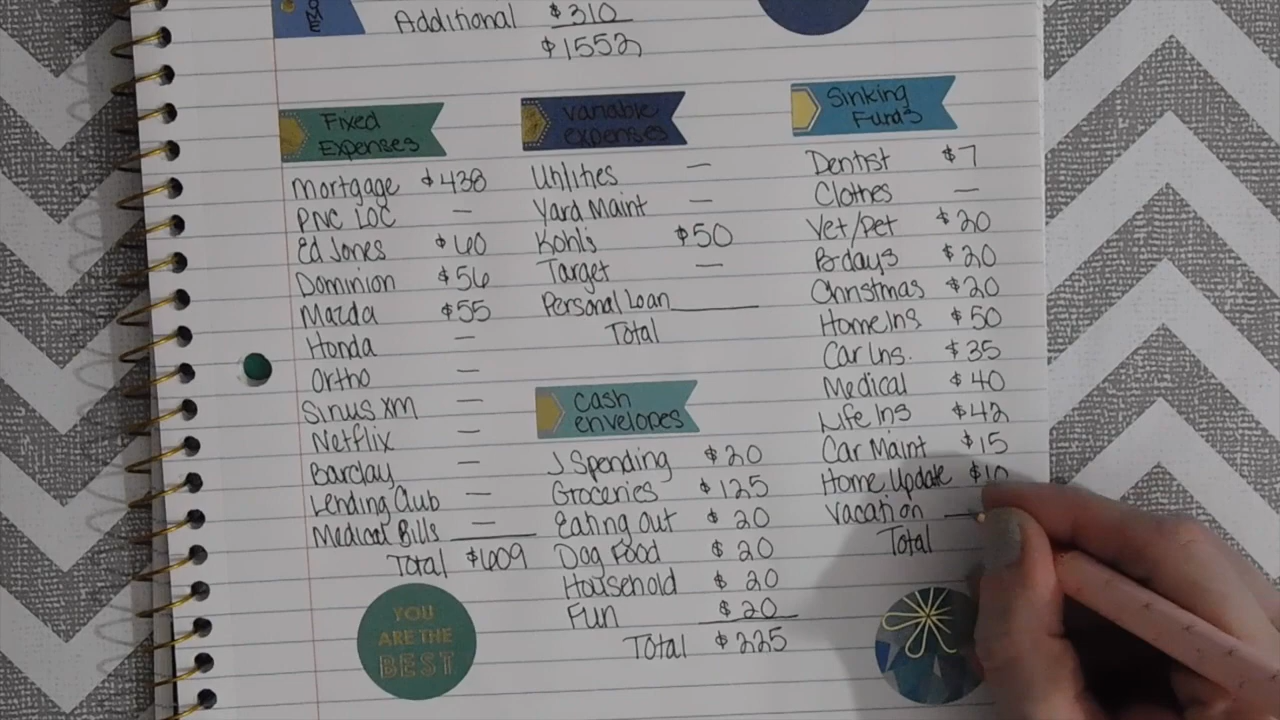 OME
Additional $310
$1552
Fixed
Expenses
Mortgage $438
PNC LOC —
Ed Jones $60
Dominion $56
Mazda $55
Honda —
Ortho —
Sirius xm —
Netflix —
Barclay —
Lending Club —
Medical Bills —
Total $609
YOU
ARE THE
BEST
Variable
expenses
Utilities —
Yard Maint —
Kohl's $50
Target —
Personal Loan
Total
cash
envelopes
J Spending $20
Groceries $125
Eating out $20
Dog Food $20
Household $20
Fun $20
Total $225
Sinking
Funds
Dentist $7
Clothes —
Vet/Pet $20
B-days $20
Christmas $20
Home Ins $50
Car Ins. $35
Medical $40
Life Ins $42
Car Maint $15
Home Update $10
Vacation
Total